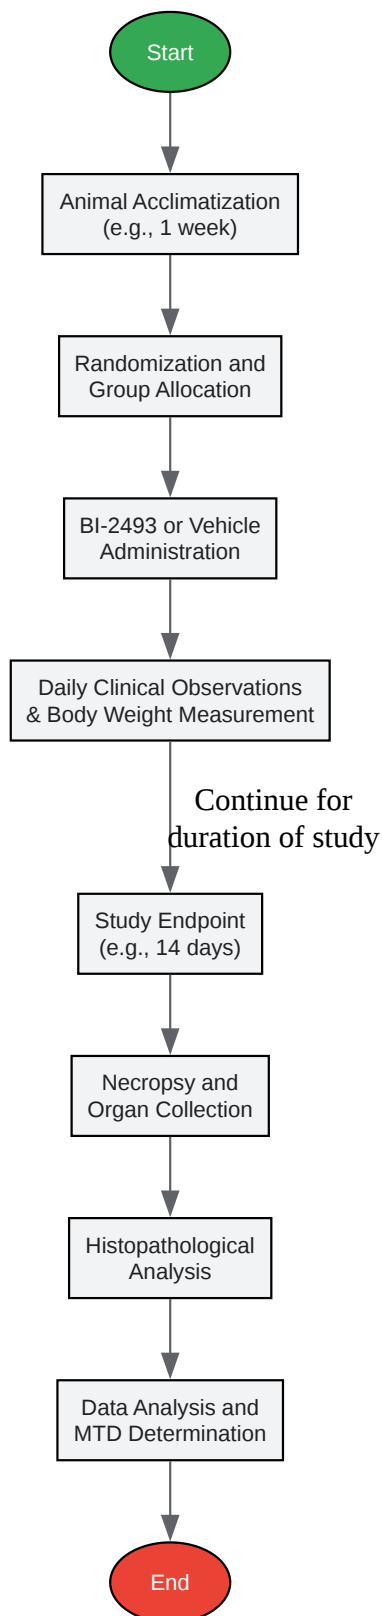 Start
Animal Acclimatization
(e.g., 1 week)
Randomization and
Group Allocation
BI-2493 or Vehicle
Administration
Daily Clinical Observations
& Body Weight Measurement
Continue for
duration of study
Study Endpoint
(e.g., 14 days)
Necropsy and
Organ Collection
Histopathological
Analysis
Data Analysis and
MTD Determination
End